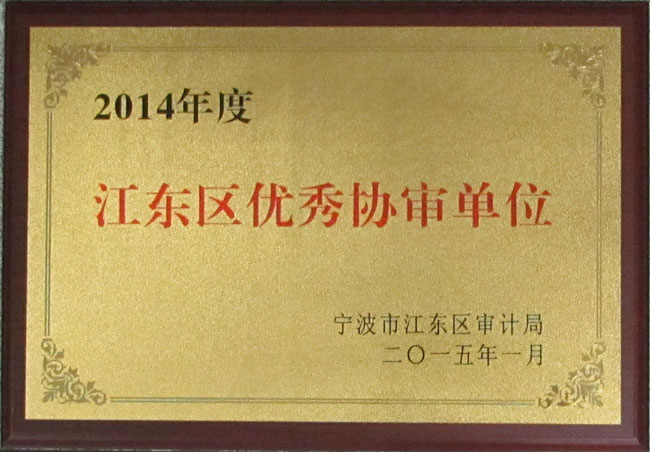 2014年度
江东区优秀协审单位
宁波市江东区审计局
二〇一五年一月